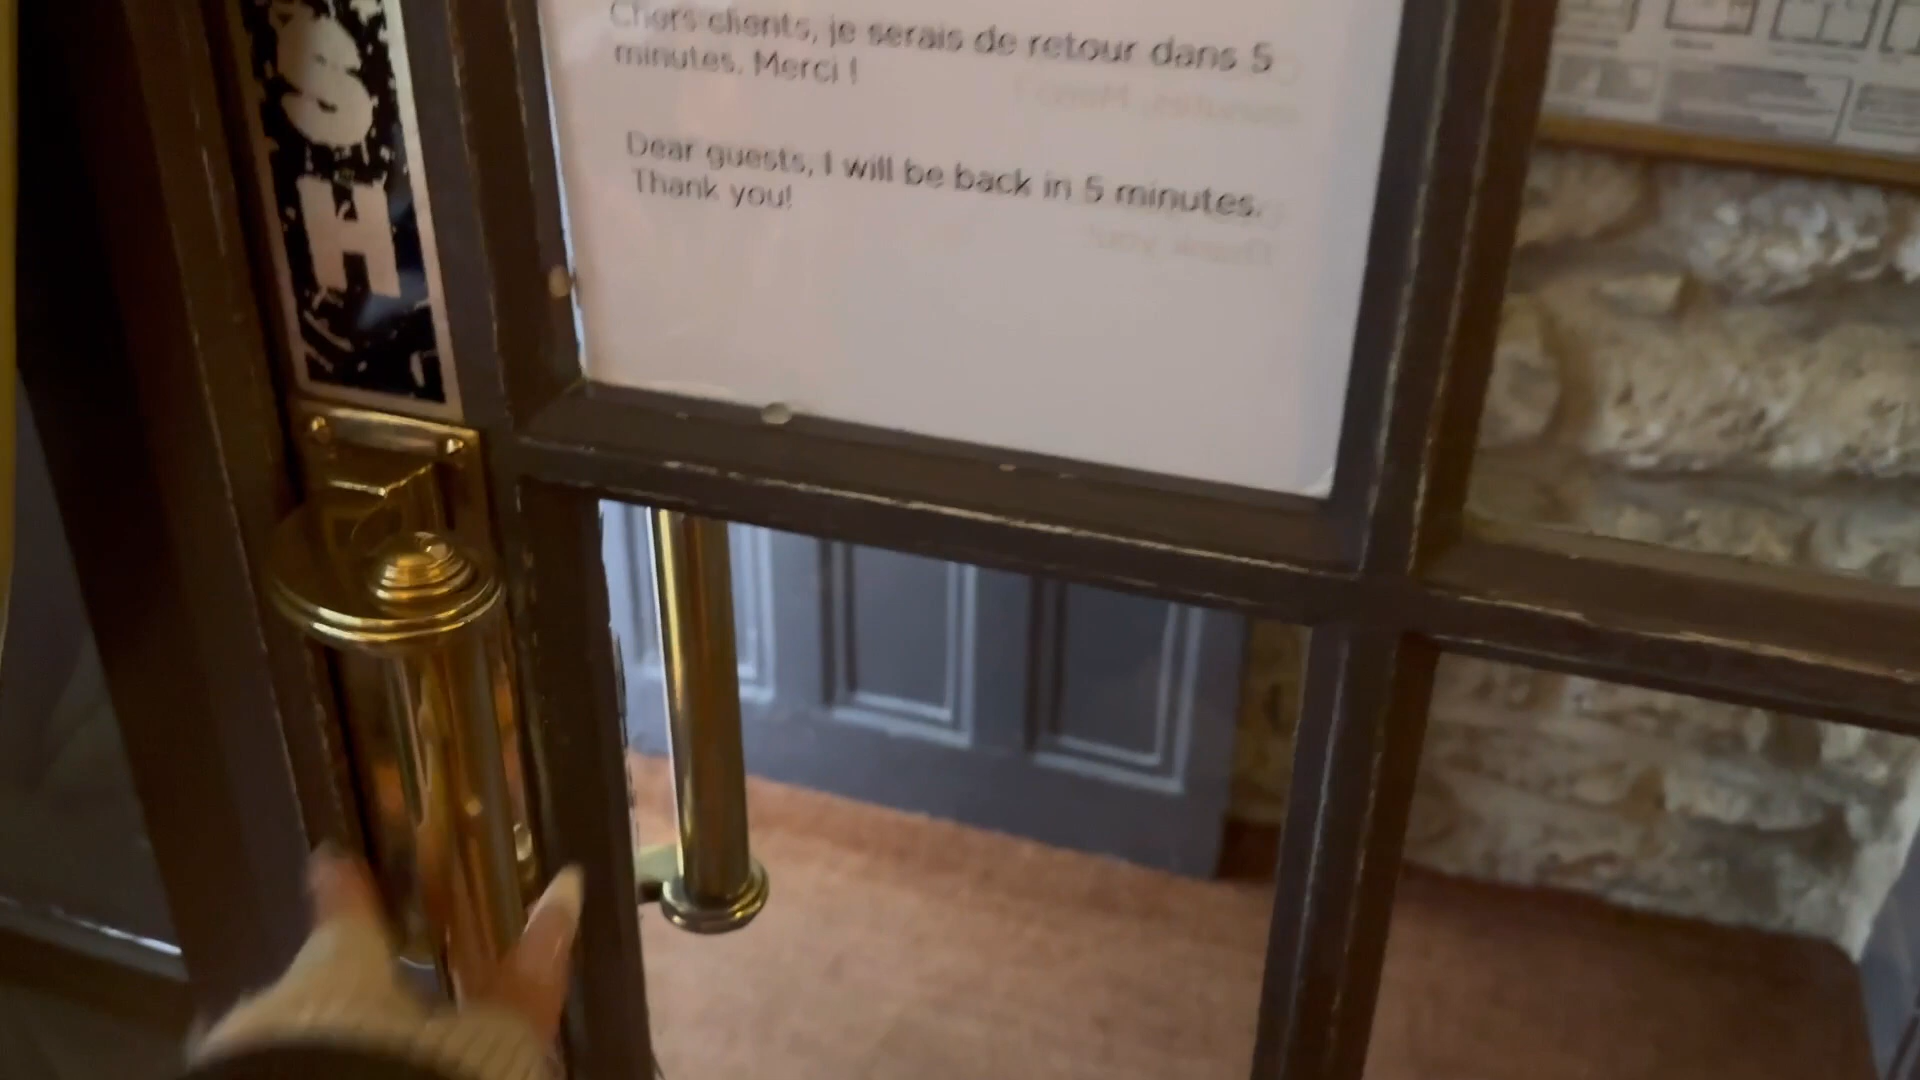 SH
Chers clients, je serais de retour dans 5
minutes. Merci !
Dear guests, I will be back in 5 minutes.
Thank you!